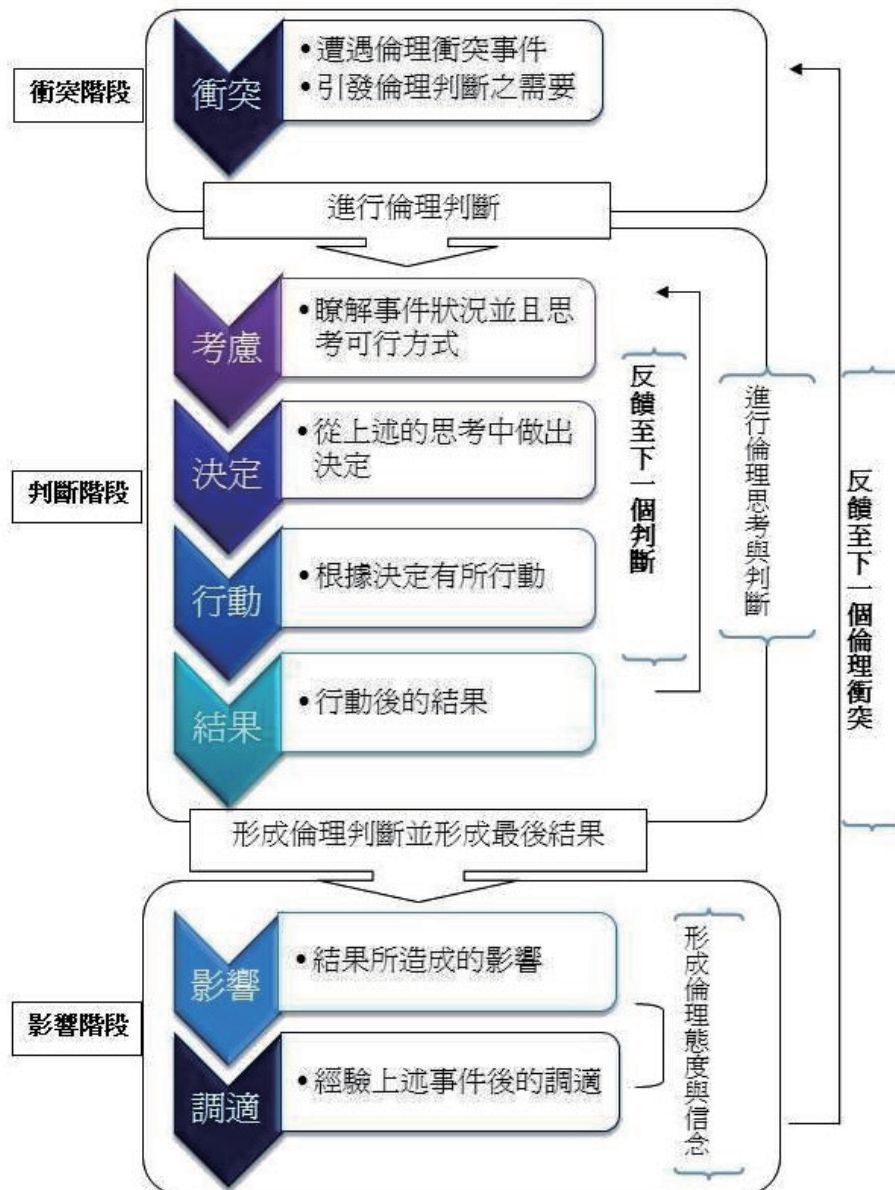 衝突階段
衝突
•遭遇倫理衝突事件
•引發倫理判斷之需要
進行倫理判斷
判斷階段
考慮
•瞭解事件狀況並且思
考可行方式
決定
•從上述的思考中做出
決定
行動
•根據決定有所行動
結果
•行動後的結果
反饋至下一個判斷
進行倫理思考與判斷
反饋至下一個倫理衝突
形成倫理判斷並形成最後結果
影響階段
影響
•結果所造成的影響
調適
•經驗上述事件後的調適
形成倫理態度與信念